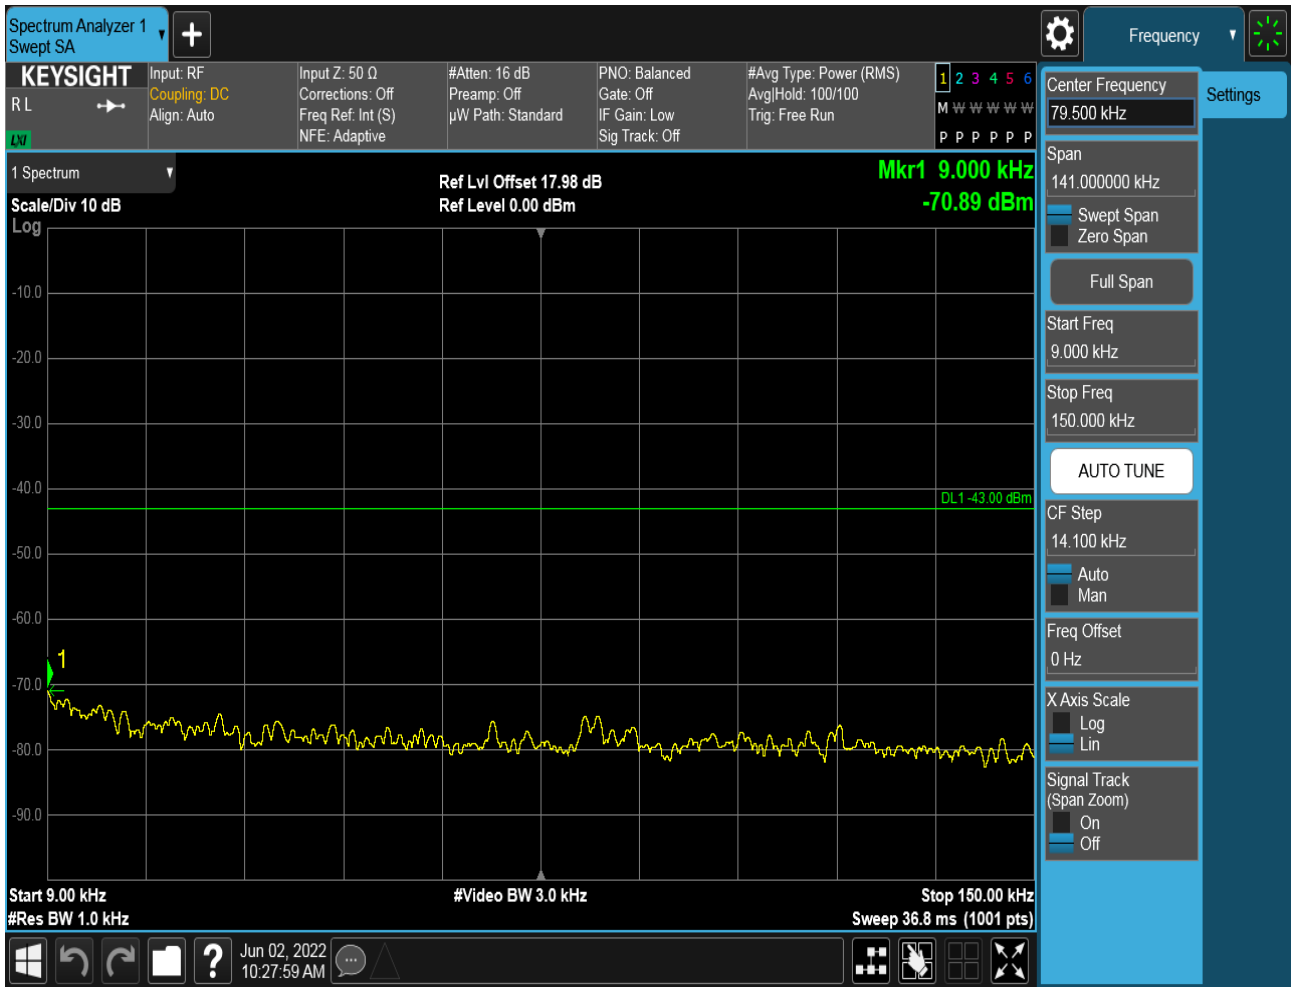 Spectrum Analyzer 1
Swept SA
Frequency
KEYSIGHT
R L
LXI
Input: RF
Coupling: DC
Align: Auto
Input Z: 50 Ω
Corrections: Off
Freq Ref: Int (S)
NFE: Adaptive
#Atten: 16 dB
Preamp: Off
µW Path: Standard
PNO: Balanced
Gate: Off
IF Gain: Low
Sig Track: Off
#Avg Type: Power (RMS)
Avg|Hold: 100/100
Trig: Free Run
1 2 3 4 5 6
M W W W W W
P P P P P P
1 Spectrum
Scale/Div 10 dB
Log
Ref Lvl Offset 17.98 dB
Ref Level 0.00 dBm
Mkr1 9.000 kHz
-70.89 dBm
-10.0
-20.0
-30.0
-40.0
DL1 -43.00 dBm
-50.0
-60.0
1
-70.0
-80.0
-90.0
Start 9.00 kHz
#Res BW 1.0 kHz
#Video BW 3.0 kHz
Stop 150.00 kHz
Sweep 36.8 ms (1001 pts)
Center Frequency
79.500 kHz
Settings
Span
141.000000 kHz
Swept Span
Zero Span
Full Span
Start Freq
9.000 kHz
Stop Freq
150.000 kHz
AUTO TUNE
CF Step
14.100 kHz
Auto
Man
Freq Offset
0 Hz
X Axis Scale
Log
Lin
Signal Track
(Span Zoom)
On
Off
?
Jun 02, 2022
10:27:59 AM